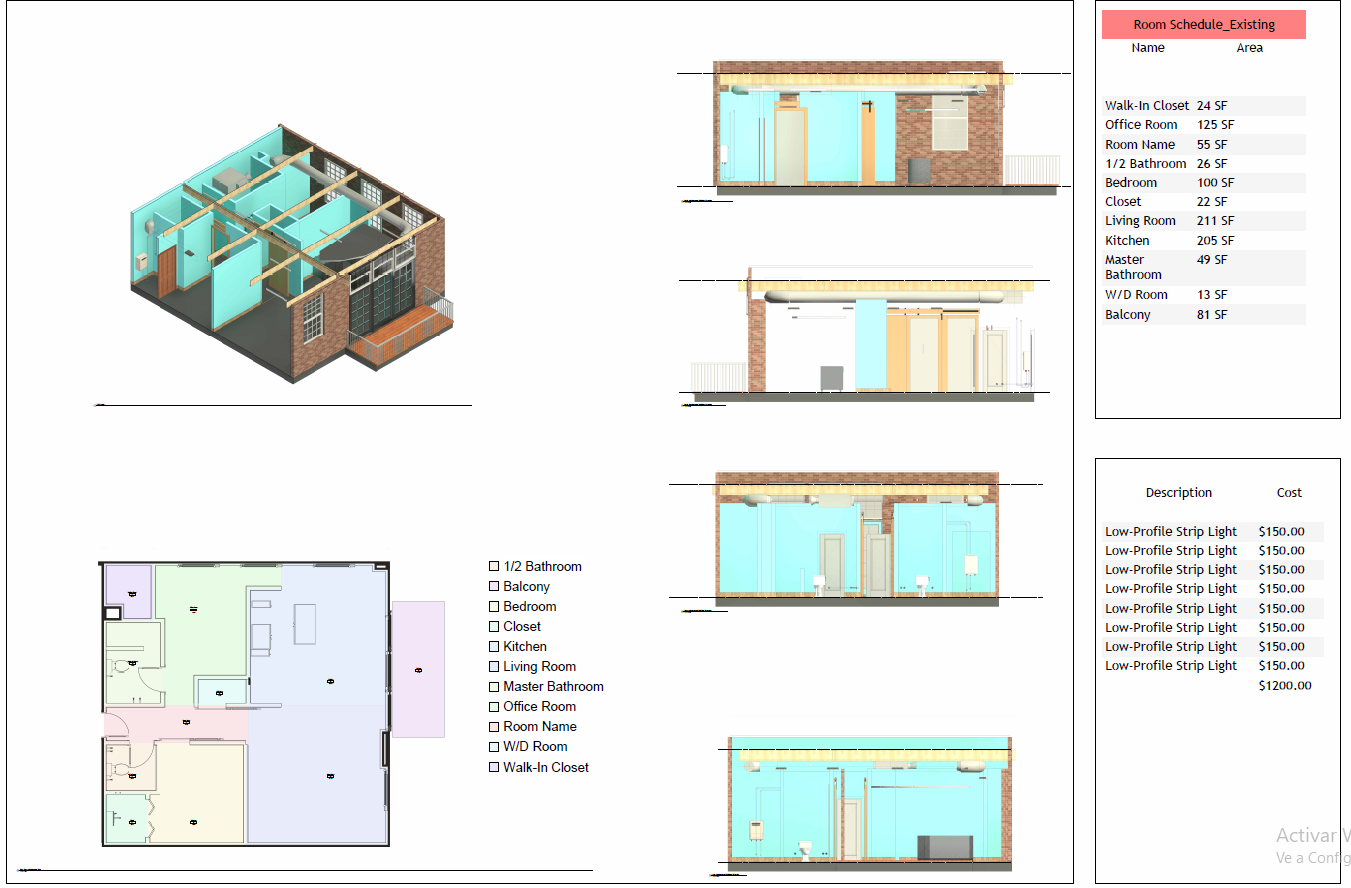 Room Schedule_Existing
Name Area
Walk-In Closet 24 SF
Office Room 125 SF
Room Name 55 SF
1/2 Bathroom 26 SF
Bedroom 100 SF
Closet 22 SF
Living Room 211 SF
Kitchen 205 SF
Master 49 SF
Bathroom
W/D Room 13 SF
Balcony 81 SF
1/2 Bathroom
Balcony
Bedroom
Closet
Kitchen
Living Room
Master Bathroom
Office Room
Room Name
W/D Room
Walk-In Closet
Description Cost
Low-Profile Strip Light $150.00
Low-Profile Strip Light $150.00
Low-Profile Strip Light $150.00
Low-Profile Strip Light $150.00
Low-Profile Strip Light $150.00
Low-Profile Strip Light $150.00
Low-Profile Strip Light $150.00
Low-Profile Strip Light $150.00
$1200.00
Activar
Ve a Config